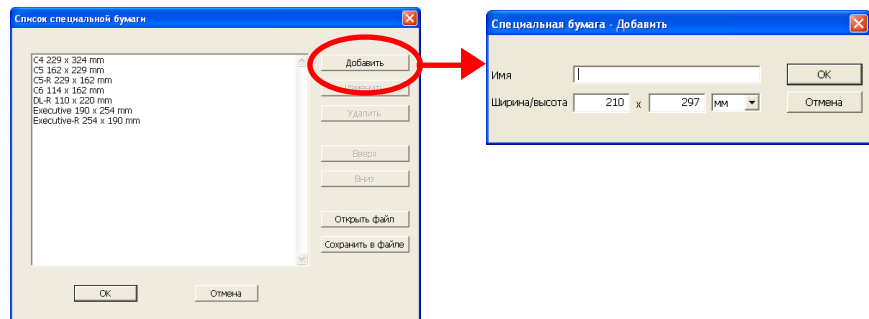 Список специальной бумаги
C4 229 x 324 mm
C5 162 x 229 mm
C5-R 229 x 162 mm
C6 114 x 162 mm
DL-R 110 x 220 mm
Executive 190 x 254 mm
Executive-R 254 x 190 mm
Добавить
Изменить
Удалить
Вверх
Вниз
Открыть файл
Сохранить в файле
ОК
Отмена
Специальная бумага - Добавить
Имя
ОК
Ширина/высота 210 x 297 мм
Отмена